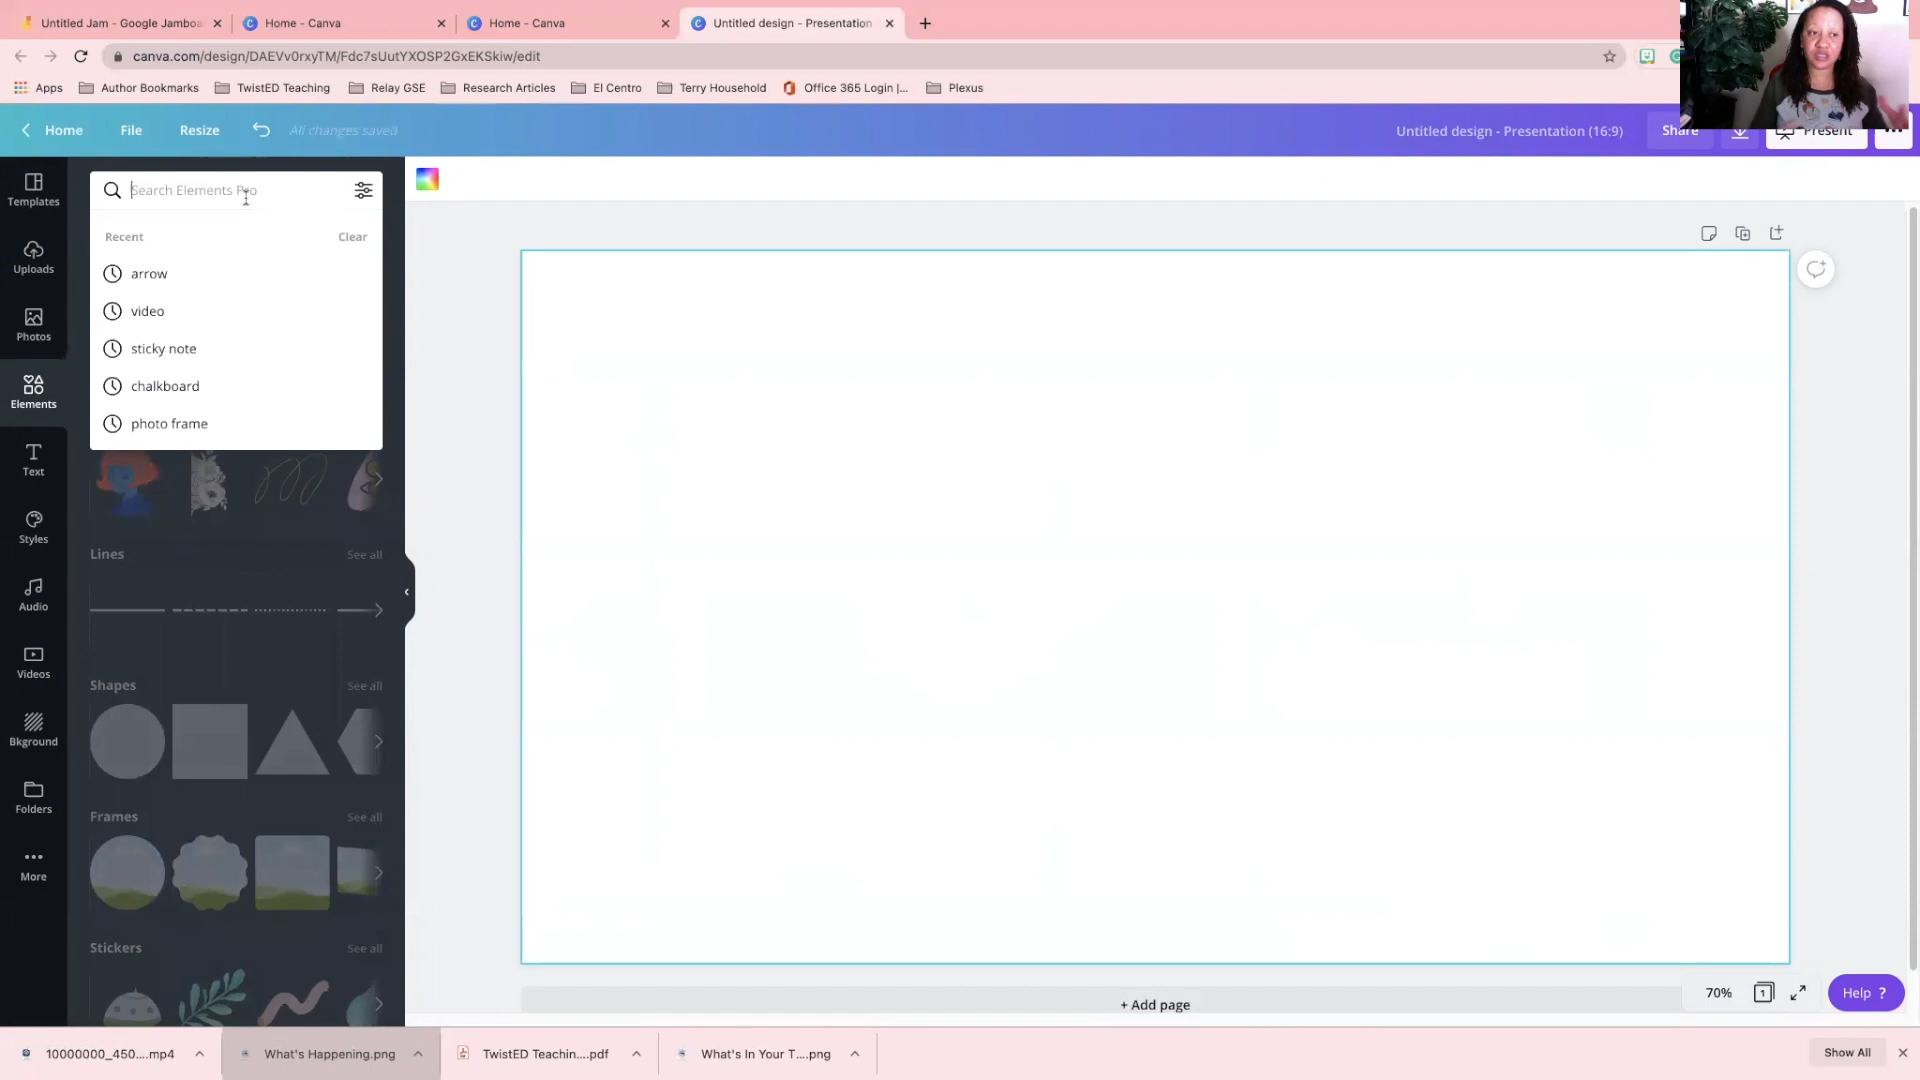 Untitled Jam - Google Jamboa
Home - Canva
Home - Canva
Untitled design - Presentation
canva.com/design/DAEVv0rxyTM/Fdc7sUutYXOSP2GxEKSkiw/edit
Apps
Author Bookmarks
TwistED Teaching
Relay GSE
Research Articles
El Centro
Terry Household
Office 365 Login |...
Plexus
Home
File
Resize
All changes saved
Untitled design - Presentation (16:9)
Share
Present
Templates
Uploads
Photos
Elements
Text
Styles
Audio
Videos
Bkground
Folders
More
Search Elements Pro
Recent
Clear
arrow
video
sticky note
chalkboard
photo frame
Lines
See all
Shapes
See all
Frames
See all
Stickers
See all
+ Add page
70%
1
Help ?
10000000_450....mp4
What's Happening.png
TwistED Teachin....pdf
What's In Your T....png
Show All